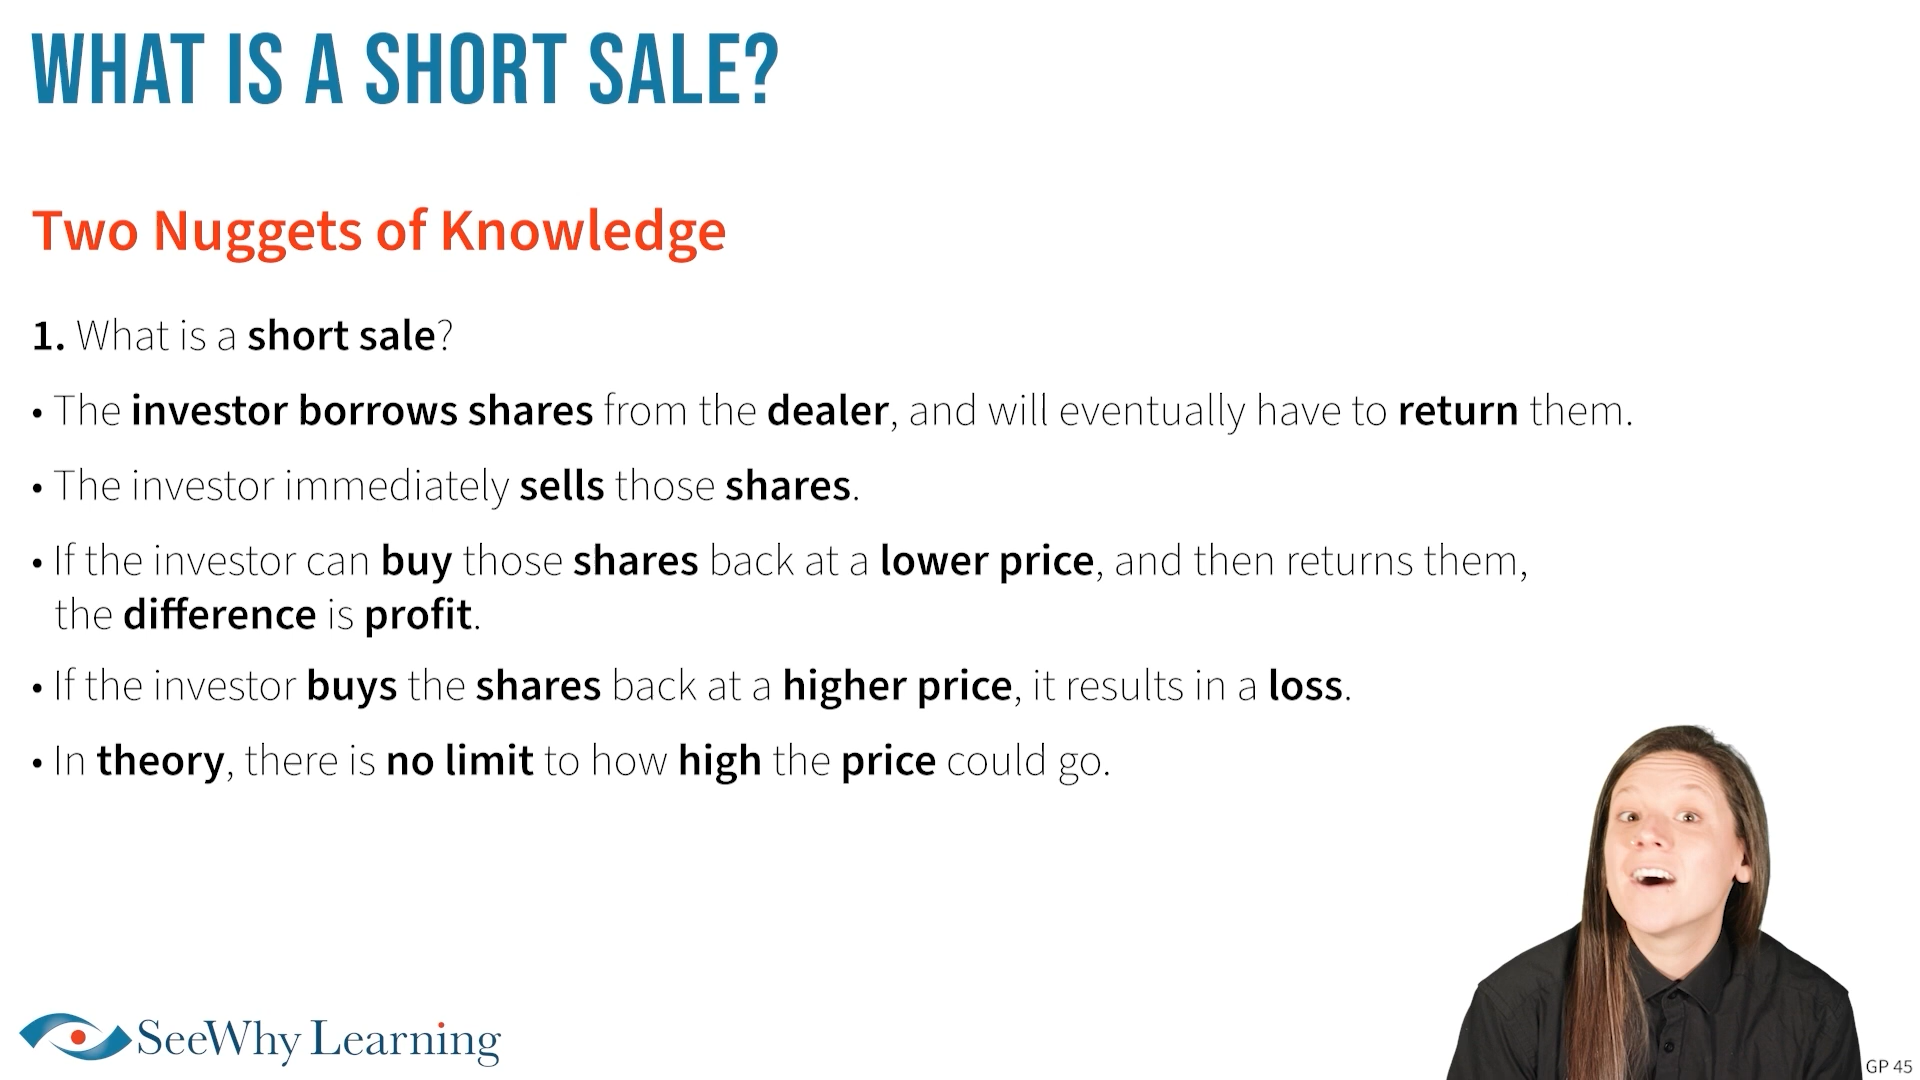 WHAT IS A SHORT SALE?
Two Nuggets of Knowledge
1. What is a short sale?
• The investor borrows shares from the dealer, and will eventually have to return them.
• The investor immediately sells those shares.
• If the investor can buy those shares back at a lower price, and then returns them,
the difference is profit.
• If the investor buys the shares back at a higher price, it results in a loss.
• In theory, there is no limit to how high the price could go.
SeeWhy Learning
GP 45